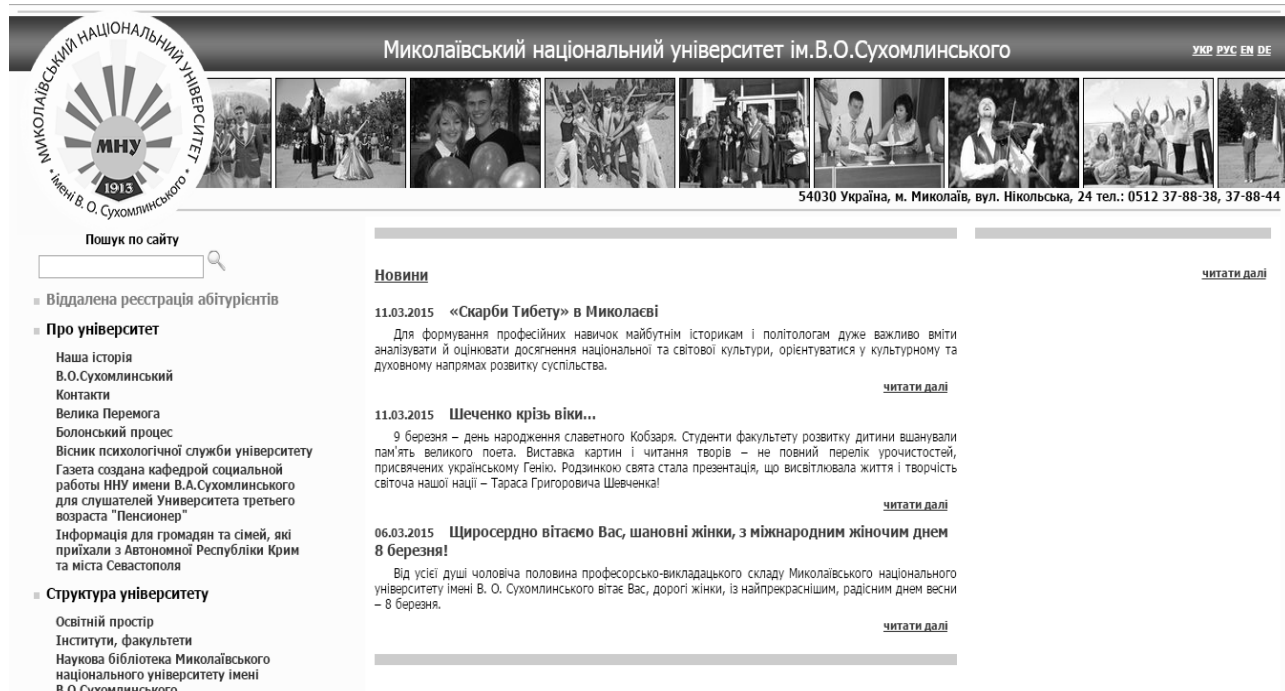 МИКОЛАЇВСЬКИЙ НАЦІОНАЛЬНИЙ УНІВЕРСИТЕТ
МНУ
1913
• імені В. О. Сухомлинського •
Миколаївський національний університет ім.В.О.Сухомлинського
УКР РУС EN DE
54030 Україна, м. Миколаїв, вул. Нікольська, 24 тел.: 0512 37-88-38, 37-88-44
Пошук по сайту
Віддалена реєстрація абітурієнтів
Про університет
Наша історія
В.О.Сухомлинський
Контакти
Велика Перемога
Болонський процес
Вісник психологічної служби університету
Газета создана кафедрой социальной
работы ННУ имени В.А.Сухомлинского
для слушателей Университета третьего
возраста "Пенсионер"
Інформація для громадян та сімей, які
приїхали з Автономної Республіки Крим
та міста Севастополя
Структура університету
Освітній простір
Інститути, факультети
Наукова бібліотека Миколаївського
національного університету імені
В.О.Сухомлинського
Новини
11.03.2015 «Скарби Тибету» в Миколаєві
Для формування професійних навичок майбутнім історикам і політологам дуже важливо вміти
аналізувати й оцінювати досягнення національної та світової культури, орієнтуватися у культурному та
духовному напрямах розвитку суспільства.
читати далі
11.03.2015 Шеченко крізь віки...
9 березня – день народження славетного Кобзаря. Студенти факультету розвитку дитини вшанували
пам'ять великого поета. Виставка картин і читання творів – не повний перелік урочистостей,
присвячених українському Генію. Родзинкою свята стала презентація, що висвітлювала життя і творчість
світоча нашої нації – Тараса Григоровича Шевченка!
читати далі
06.03.2015 Щиросердно вітаємо Вас, шановні жінки, з міжнародним жіночим днем
8 березня!
Від усієї душі чоловіча половина професорсько-викладацького складу Миколаївського національного
університету імені В. О. Сухомлинського вітає Вас, дорогі жінки, із найпрекраснішим, радісним днем весни
– 8 березня.
читати далі
читати далі